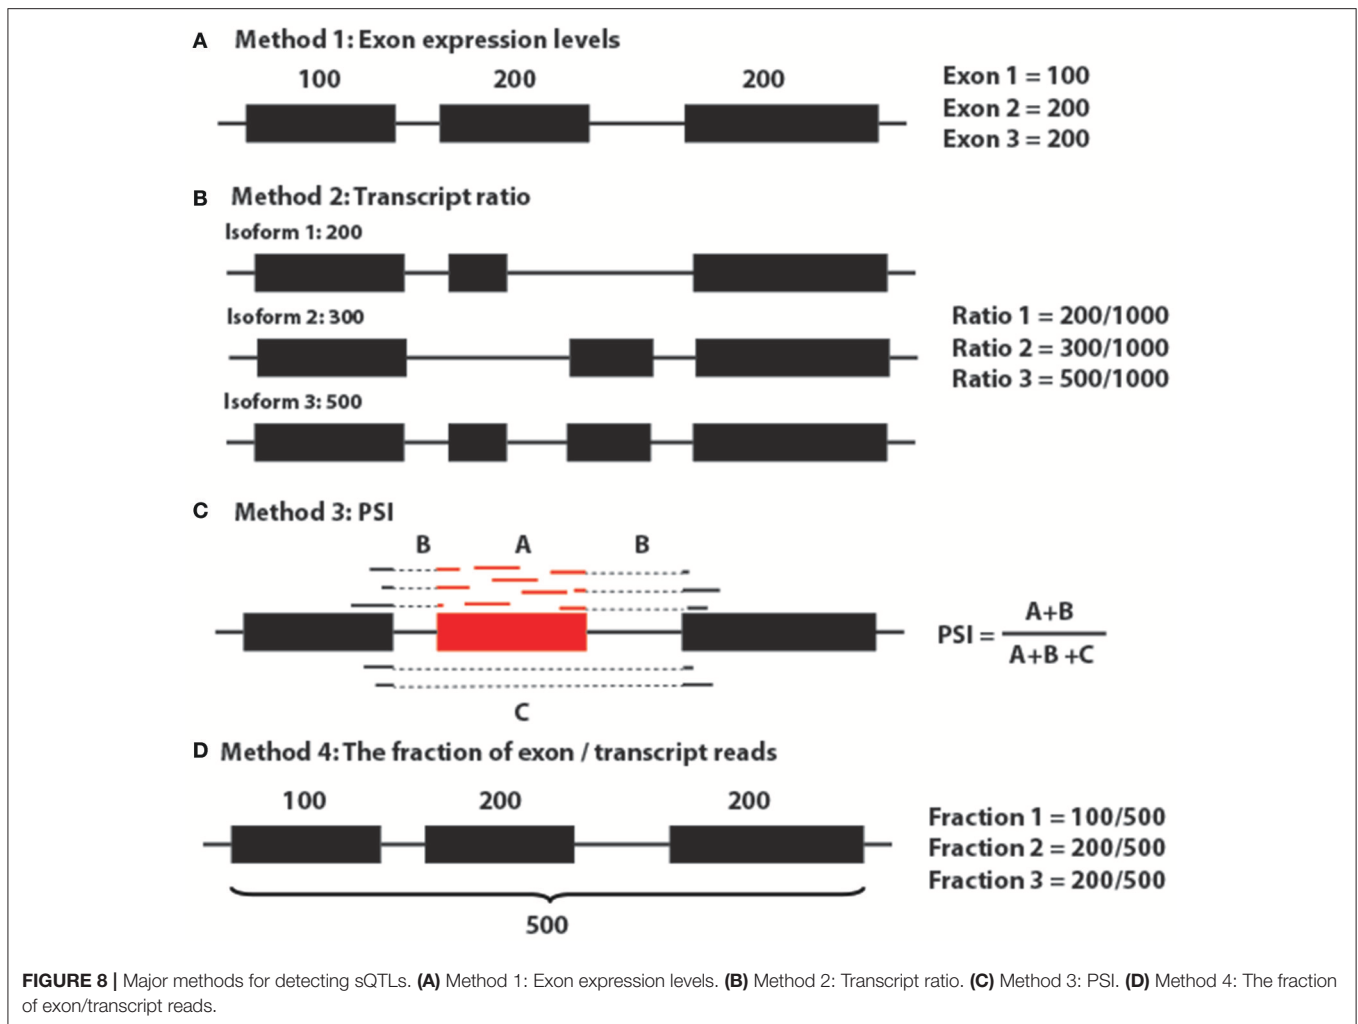 A Method 1: Exon expression levels
100 200 200
Exon 1 = 100
Exon 2 = 200
Exon 3 = 200
B Method 2: Transcript ratio
Isoform 1: 200
Isoform 2: 300
Isoform 3: 500
Ratio 1 = 200/1000
Ratio 2 = 300/1000
Ratio 3 = 500/1000
C Method 3: PSI
B A B
C
PSI = A+B
A+B +C
D Method 4: The fraction of exon / transcript reads
100 200 200
500
Fraction 1 = 100/500
Fraction 2 = 200/500
Fraction 3 = 200/500
FIGURE 8 | Major methods for detecting sQTLs. (A) Method 1: Exon expression levels. (B) Method 2: Transcript ratio. (C) Method 3: PSI. (D) Method 4: The fraction
of exon/transcript reads.